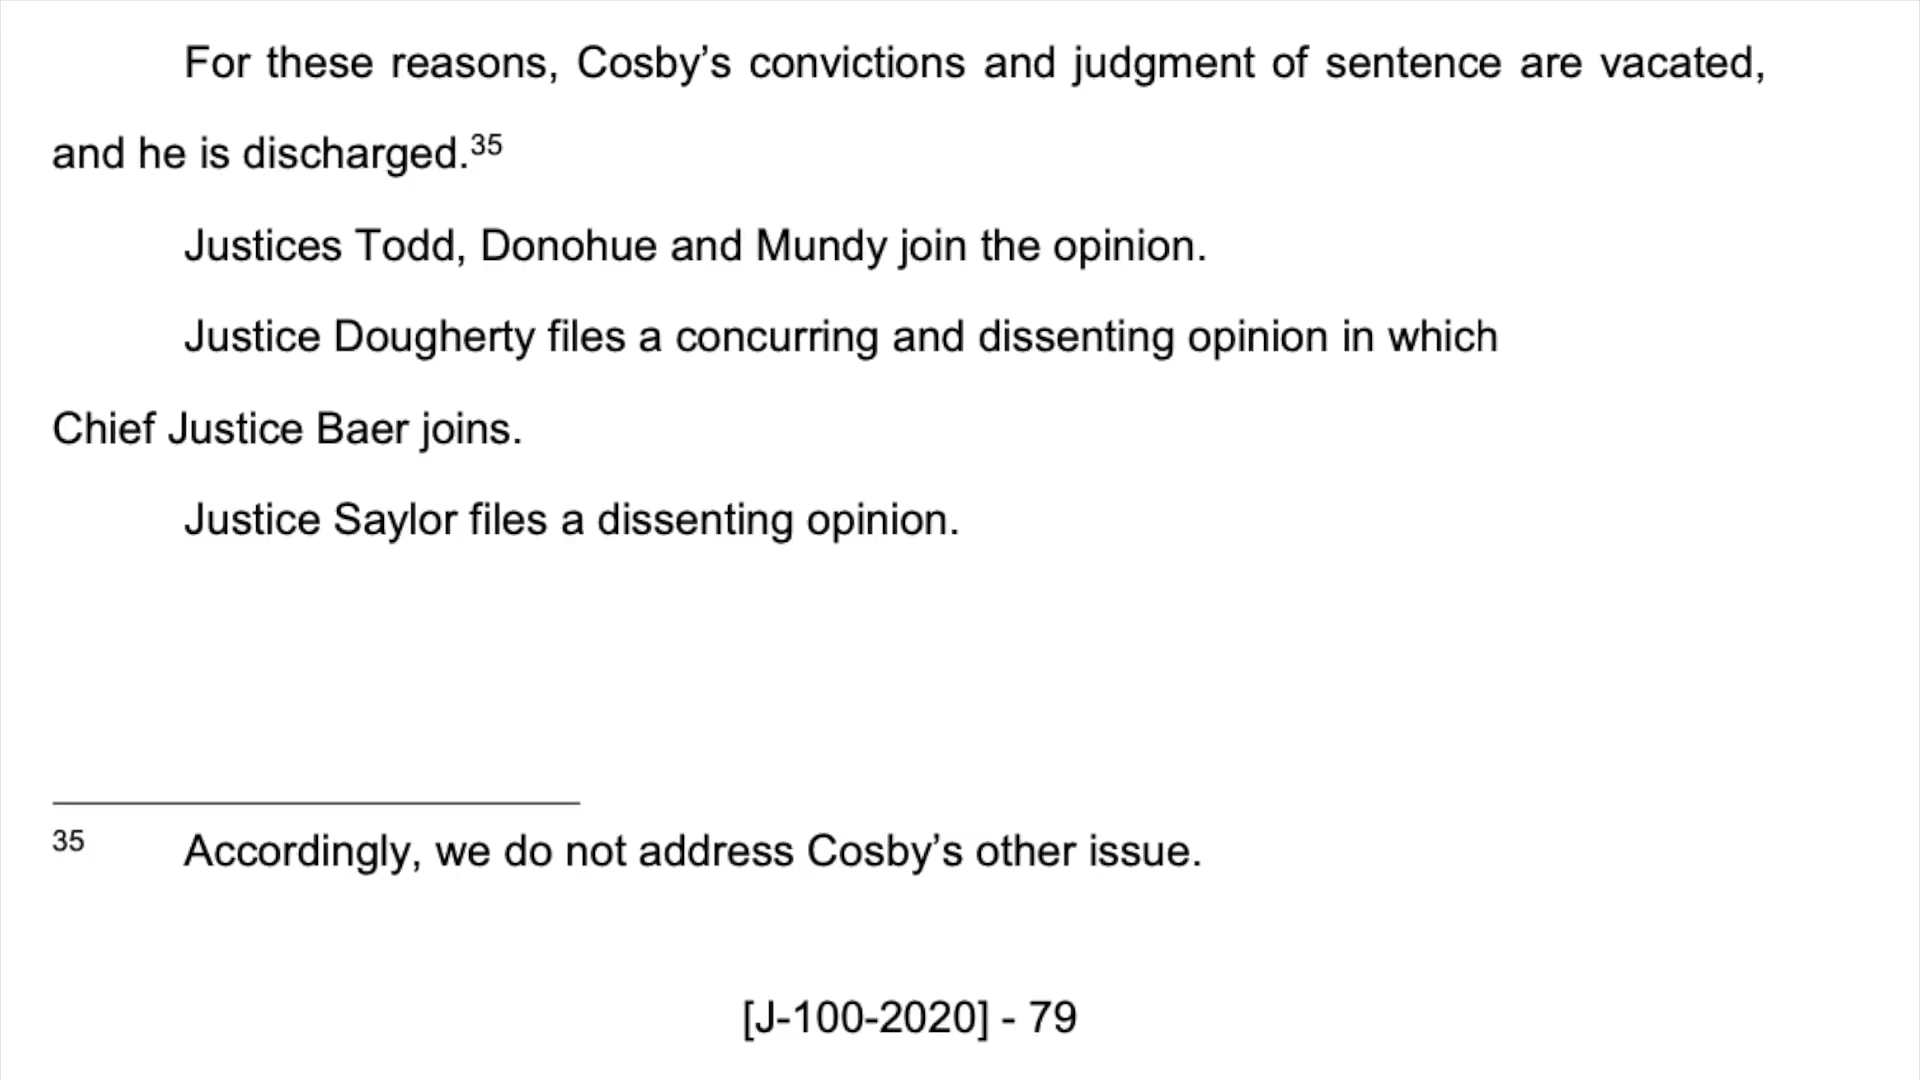 For these reasons, Cosby’s convictions and judgment of sentence are vacated,
and he is discharged.35
Justices Todd, Donohue and Mundy join the opinion.
Justice Dougherty files a concurring and dissenting opinion in which
Chief Justice Baer joins.
Justice Saylor files a dissenting opinion.
35 Accordingly, we do not address Cosby’s other issue.
[J-100-2020] - 79